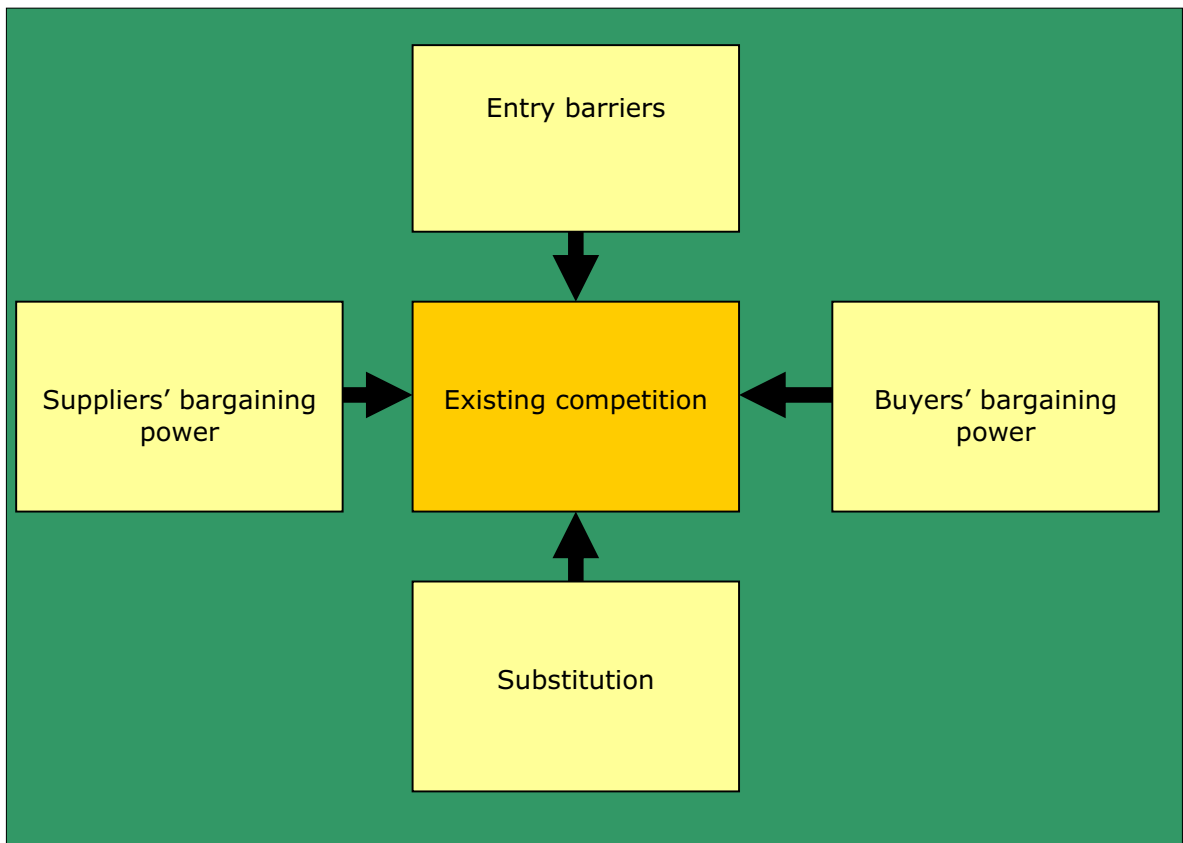 Entry barriers
Suppliers’ bargaining
power
Existing competition
Buyers’ bargaining
power
Substitution